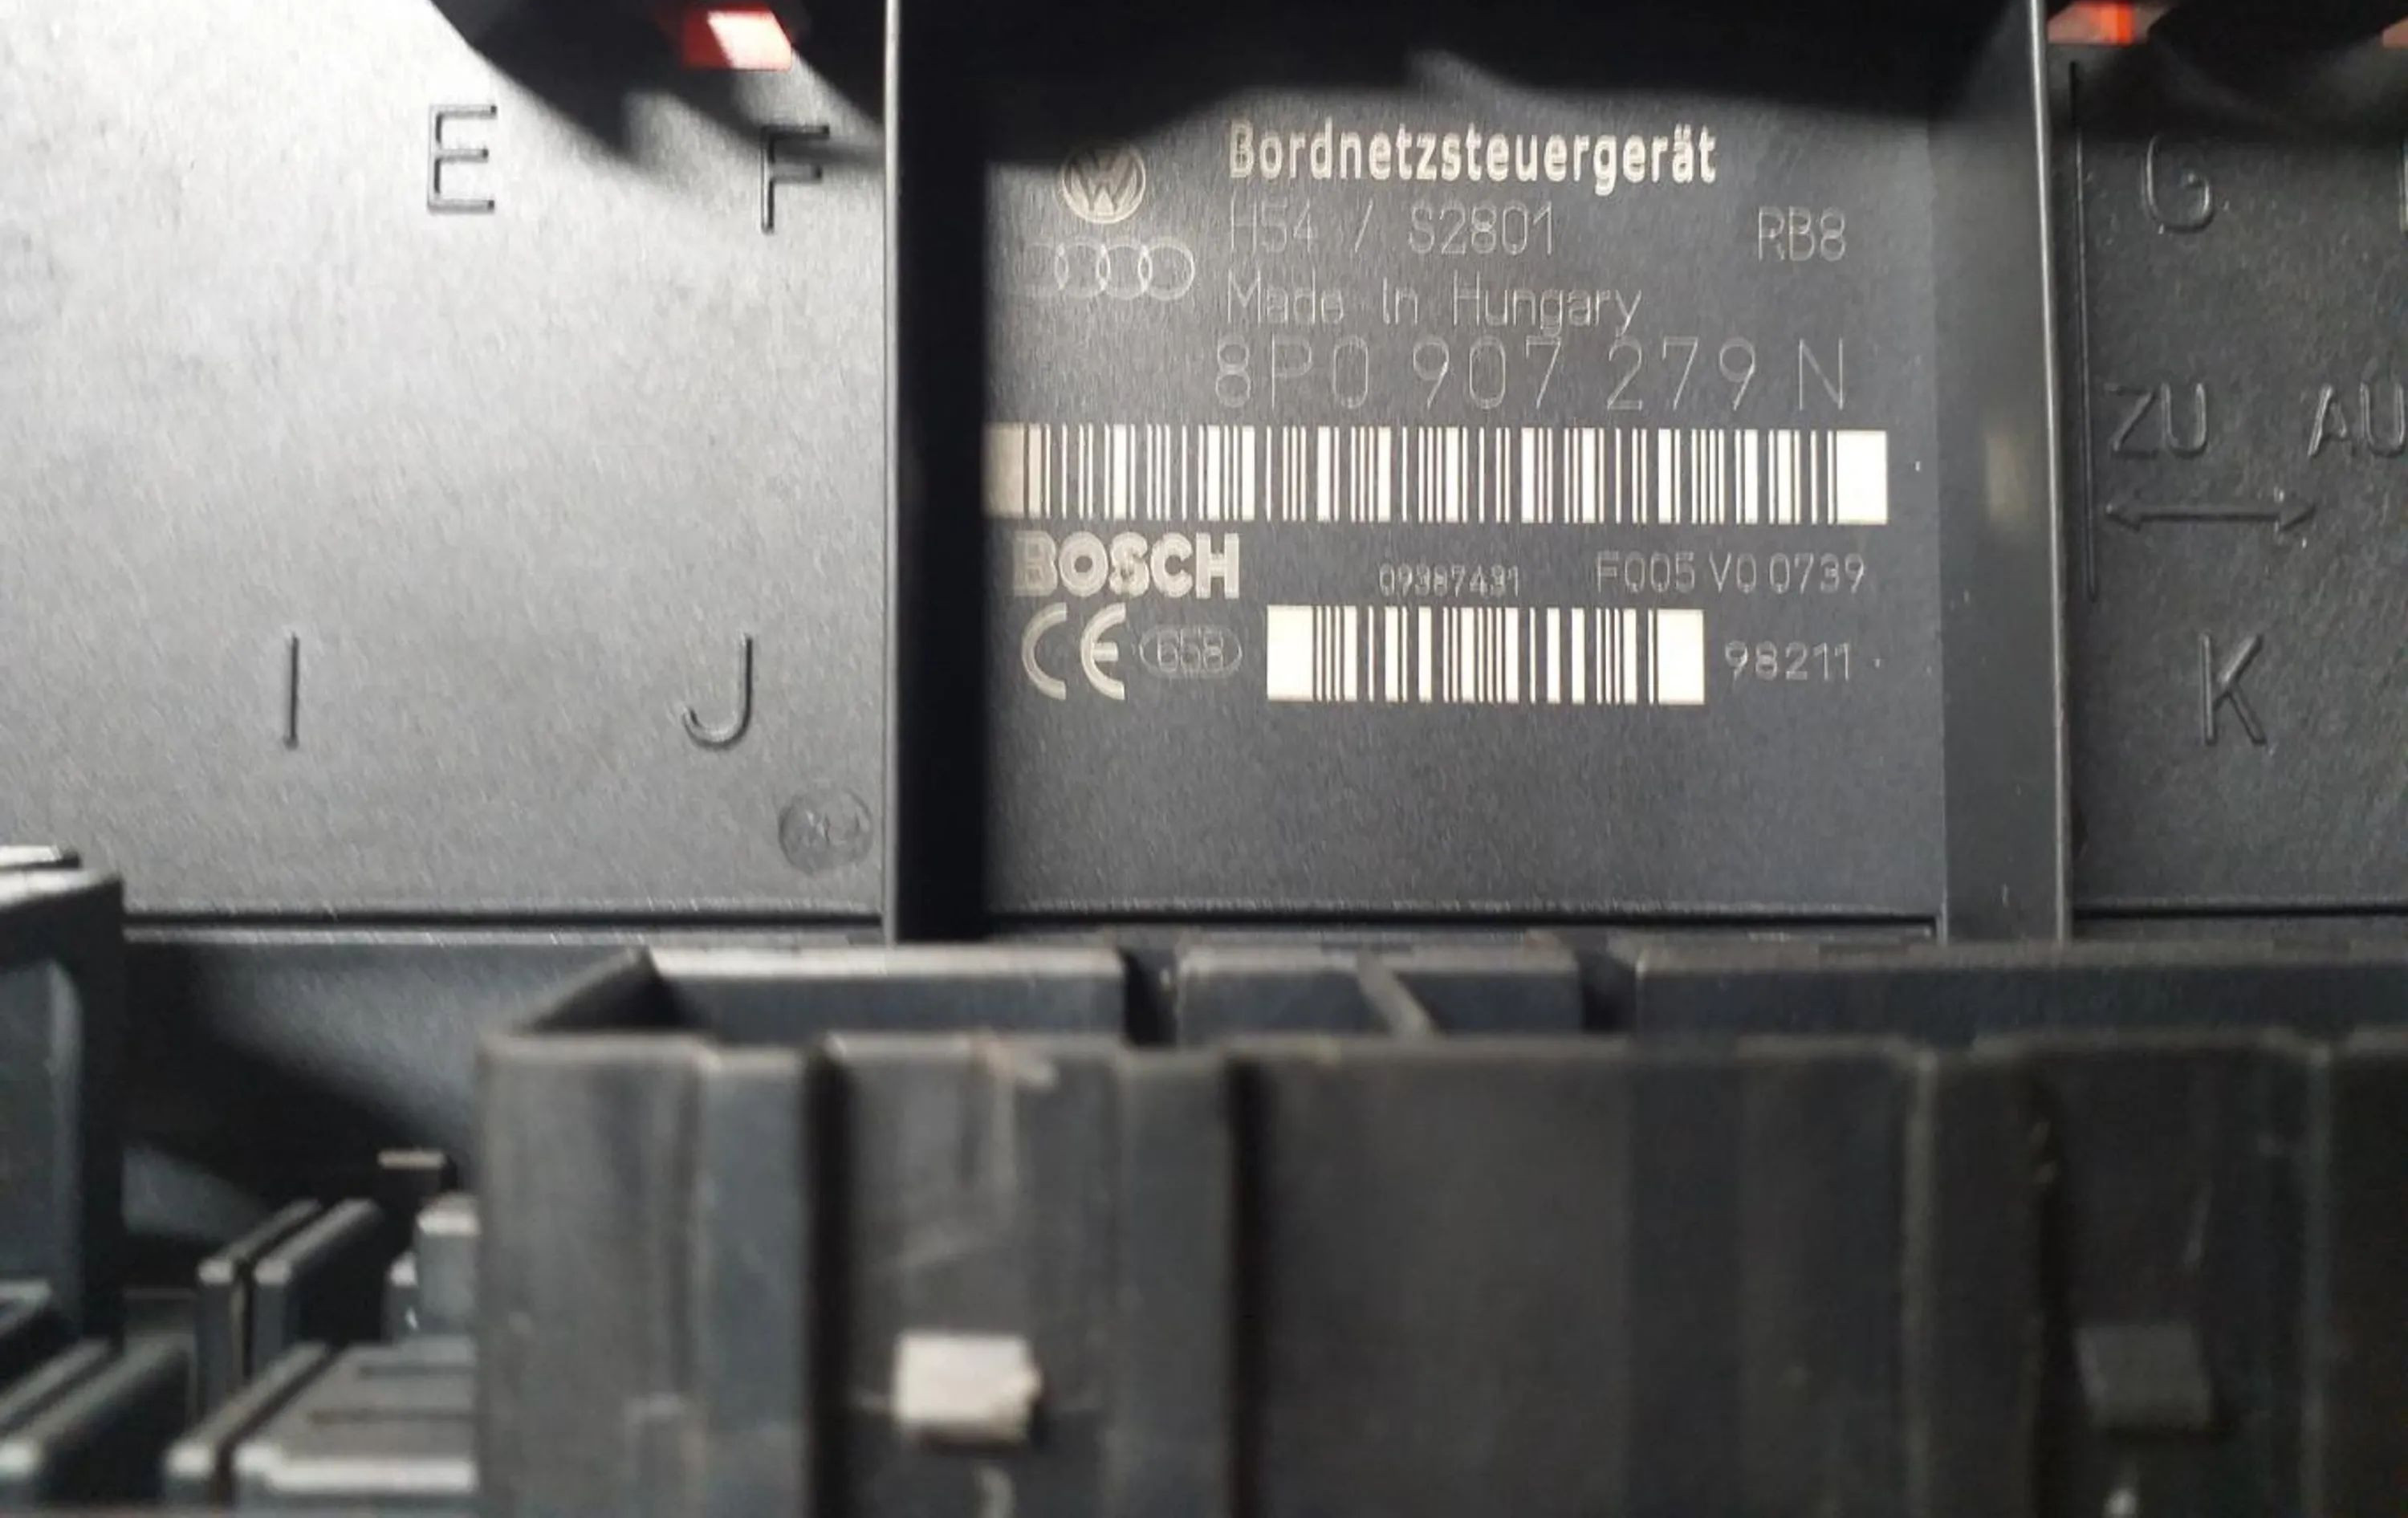 E F
Bordnetzsteuergerät
H54 / S2801 RB8
Made In Hungary
8P0 907 279 N
BOSCH 09387431 F005 V0 0739
CE 658 98211
G
ZU AU
I J K